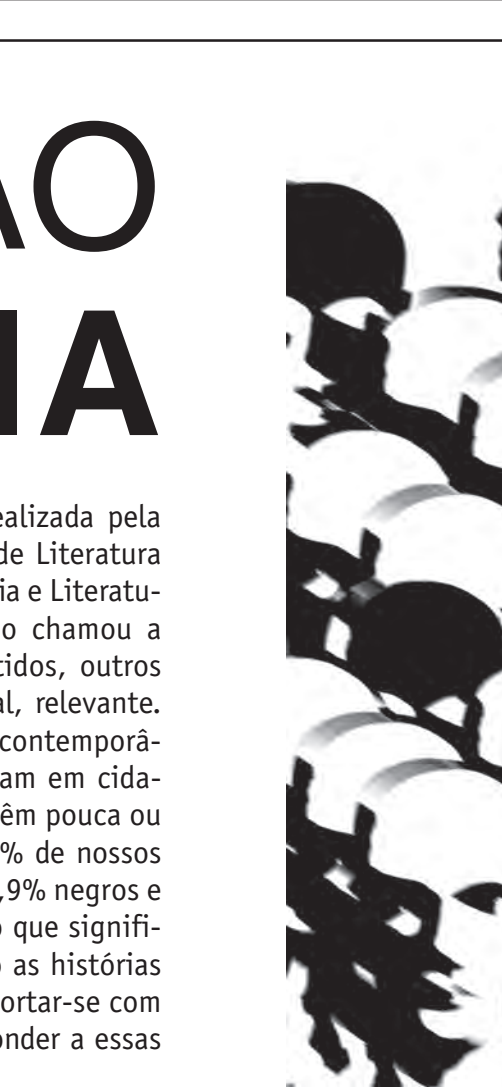 ÃO
IA
ealizada pela
de Literatura
ia e Literatu-
o chamou a
tidos, outros
al, relevante.
contemporâ-
am em cida-
êm pouca ou
% de nossos
,9% negros e
o que signifi-
o as histórias
ortar-se com
onder a essas